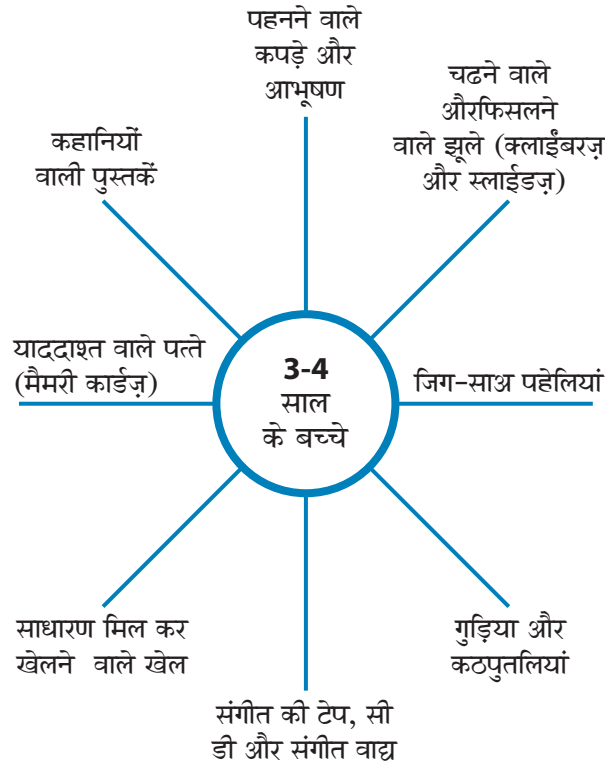 पहनने वाले
कपड़े और
आभूषण
चढने वाले
औरफिसलने
वाले झूले (क्लाईंबरज़
और स्लाईडज़)
कहानियों
वाली पुस्तकें
याददाश्त वाले पत्ते
(मैमरी कार्डज़)
3-4
साल
के बच्चे
जिग-साअ पहेलियां
साधारण मिल कर
खेलने वाले खेल
गुड़िया और
कठपुतलियां
संगीत की टेप, सी
डी और संगीत वाद्य